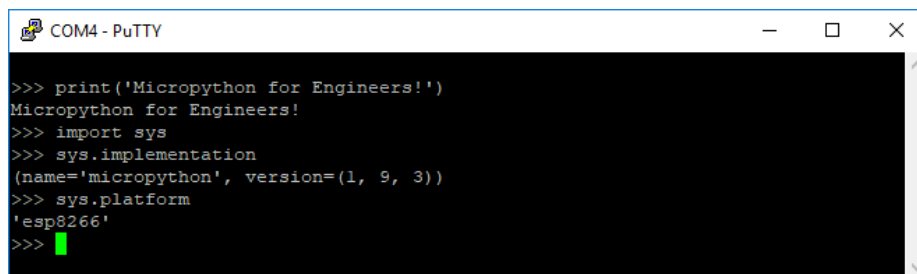 COM4 - PuTTY
>>> print('Micropython for Engineers!')
Micropython for Engineers!
>>> import sys
>>> sys.implementation
(name='micropython', version=(1, 9, 3))
>>> sys.platform
'esp8266'
>>>